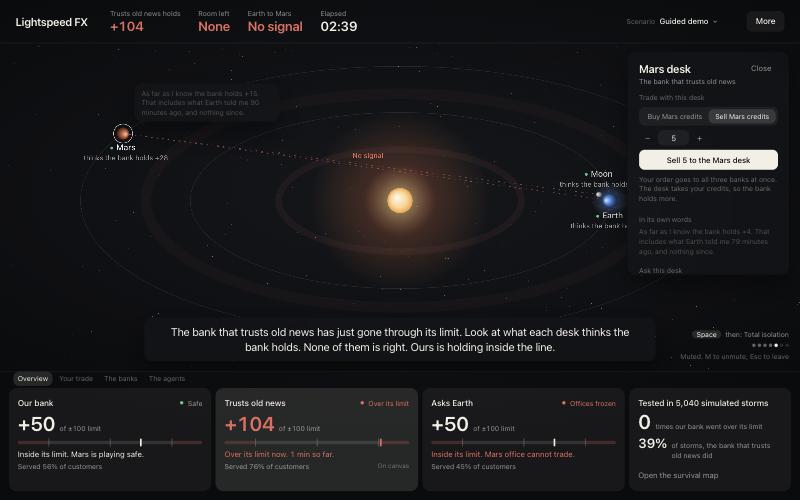 Lightspeed FX
Trusts old news holds
+104
Room left
None
Earth to Mars
No signal
Elapsed
02:39
Scenario Guided demo
More
As far as I know the bank holds +15.
That includes what Earth told me 90
minutes ago, and nothing since.
Mars
thinks the bank holds +28
No signal
Moon
thinks the bank holds
Earth
thinks the bank h
Mars desk
Close
The bank that trusts old news
Trade with this desk
Buy Mars credits
Sell Mars credits
− 5 +
Sell 5 to the Mars desk
Your order goes to all three banks at once.
The desk takes your credits, so the bank
holds more.
In its own words
As far as I know the bank holds +4. That
includes what Earth told me 79 minutes
ago, and nothing since.
Ask this desk
The bank that trusts old news has just gone through its limit. Look at what each desk thinks the
bank holds. None of them is right. Ours is holding inside the line.
Space then: Total isolation
Muted. M to unmute, Esc to leave
Overview
Your trade
The banks
The agents
Our bank
Safe
+50 of ±100 limit
Inside its limit. Mars is playing safe.
Served 56% of customers
Trusts old news
Over its limit
+104 of ±100 limit
Over its limit now. 1 min so far.
Served 76% of customers
On canvas
Asks Earth
Offices frozen
+50 of ±100 limit
Inside its limit. Mars office cannot trade.
Served 45% of customers
Tested in 5,040 simulated storms
0 times our bank went over its limit
39% of storms, the bank that trusts
old news did
Open the survival map